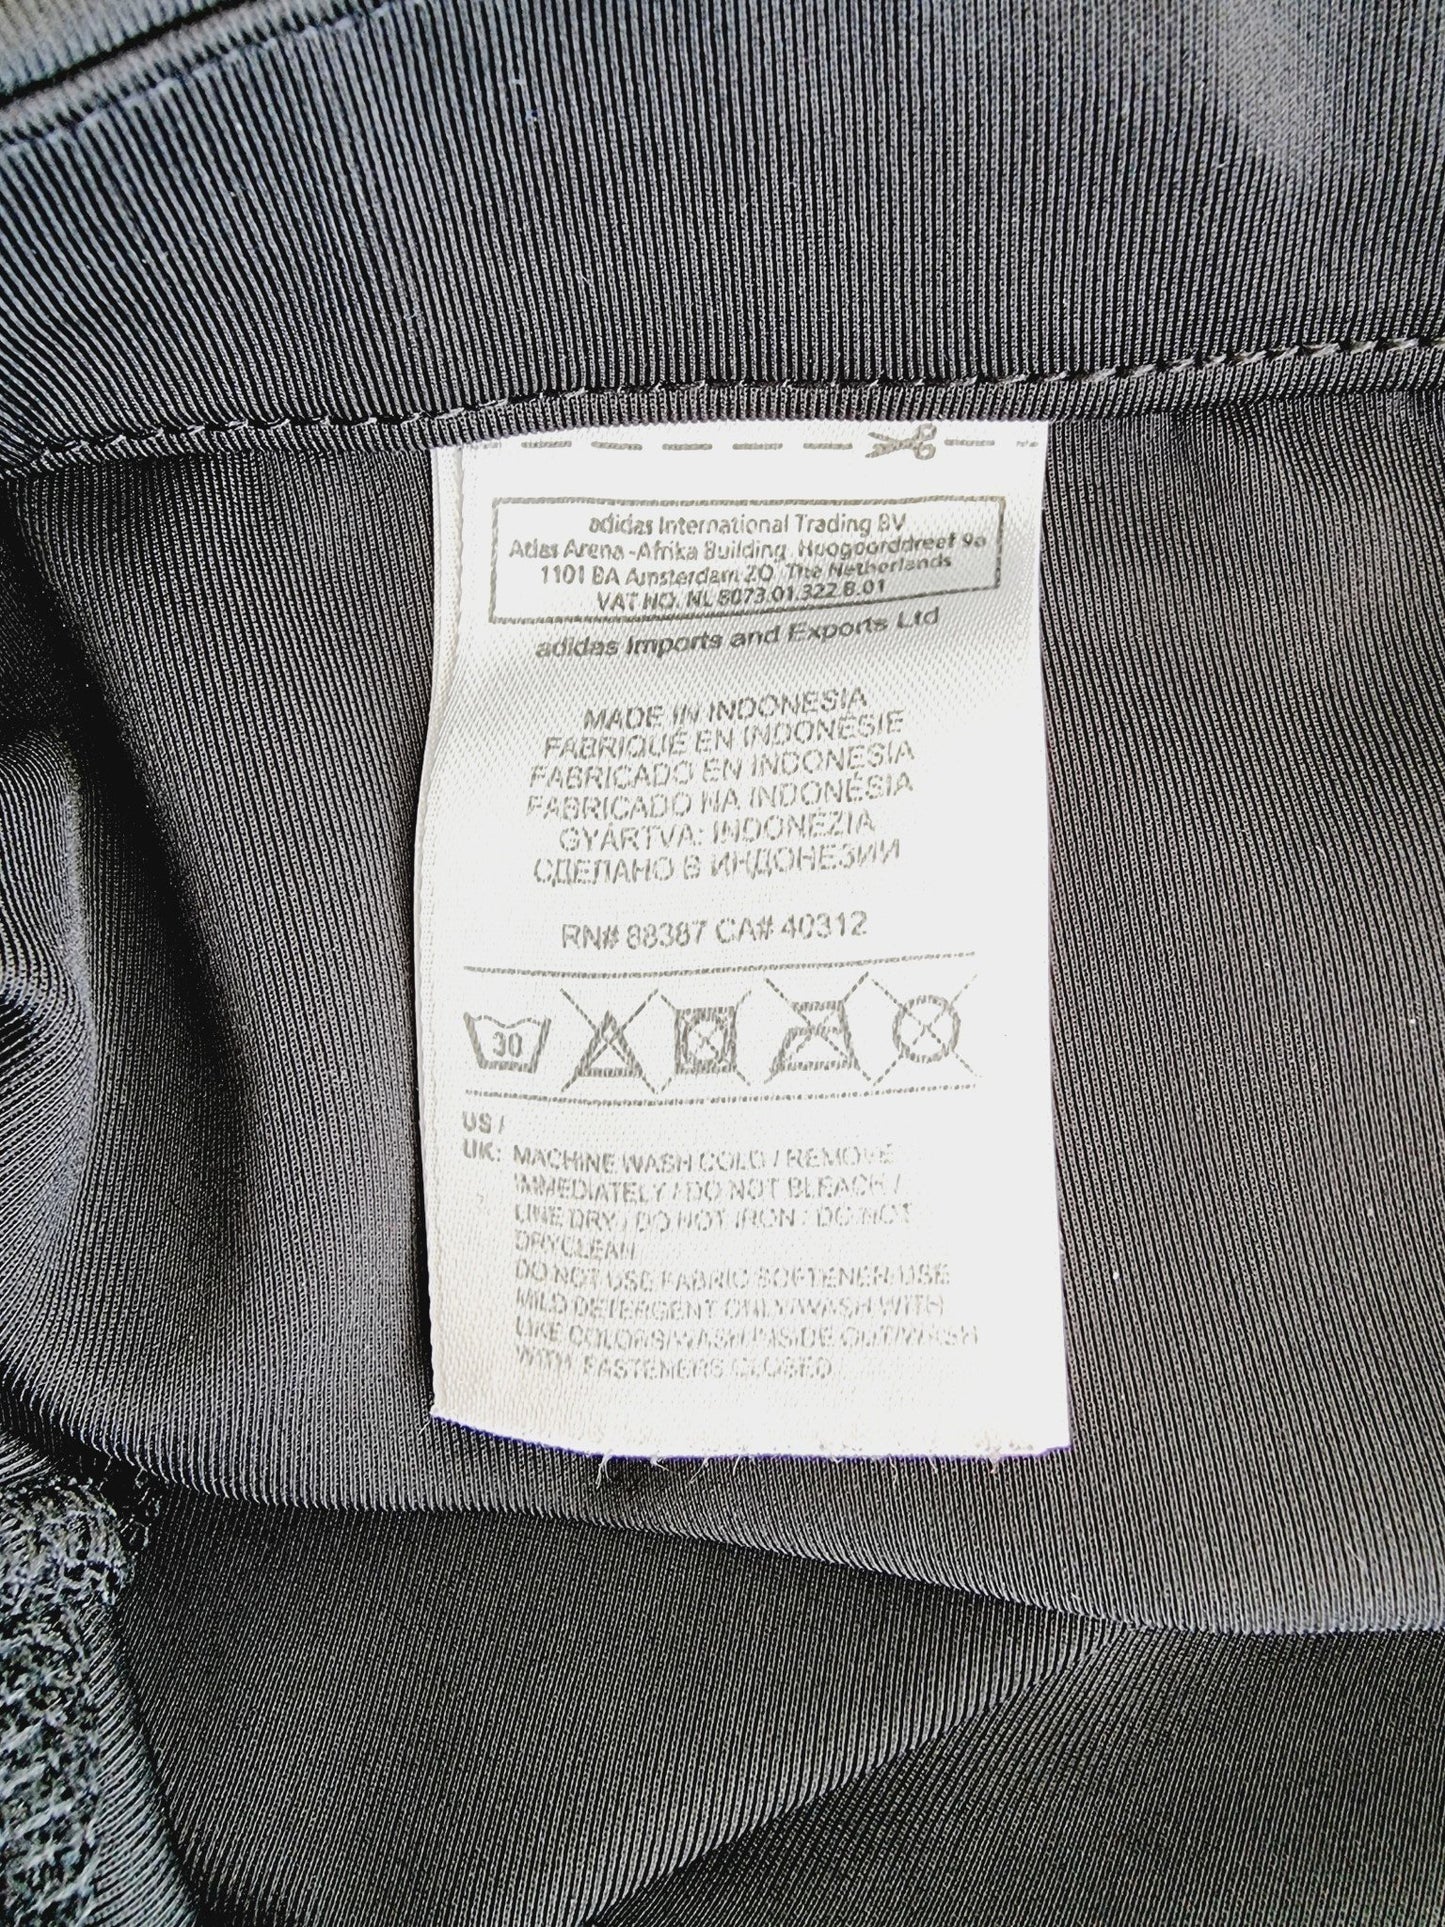 adidas International Trading BV
Atlas Arena -Afrika Building Hoogoorddreef 9a
1101 BA Amsterdam ZO The Netherlands
VAT NO. NL 8073.01.322.B.01
adidas Imports and Exports Ltd
MADE IN INDONESIA
FABRIQUÉ EN INDONÉSIE
FABRICADO EN INDONESIA
FABRICADO NA INDONÉSIA
GYÁRTVA: INDONEZIA
СДЕЛАНО В ИНДОНЕЗИИ
RN# 88387 CA# 40312
30
US /
UK: MACHINE WASH COLD / REMOVE
IMMEDIATELY / DO NOT BLEACH /
LINE DRY / DO NOT IRON / DO NOT
DRYCLEAN
DO NOT USE FABRIC SOFTENER/USE
MILD DETERGENT ONLY/WASH WITH
LIKE COLORS/WASH INSIDE OUT/WASH
WITH FASTENERS CLOSED